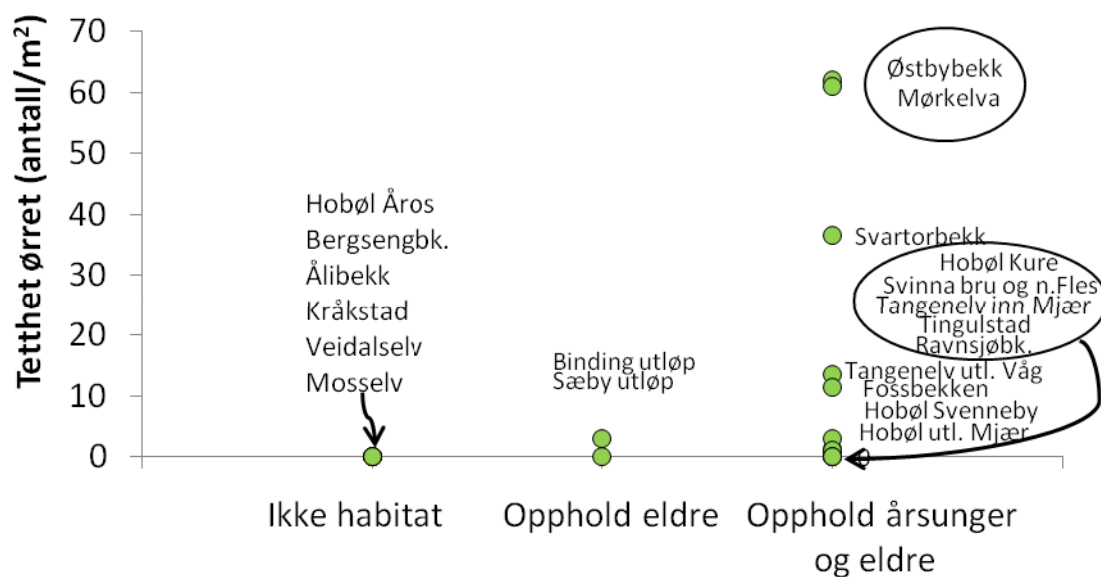 Tetthet ørret (antall/m²)
70
60
50
40
30
20
10
0
Hobøl Åros
Bergsengbk.
Ålibekk
Kråkstad
Veidalselv
Mosselv
Binding utløp
Sæby utløp
Østbybekk
Mørkelva
Svartorbekk
Hobøl Kure
Svinna bru og n.Fles
Tangenelv inn Mjær
Tingulstad
Ravnsjøbk.
Tangenelv utl. Våg
Fossbekken
Hobøl Svenneby
Hobøl utl. Mjær
0
Ikke habitat
Opphold eldre
Opphold årsunger
og eldre